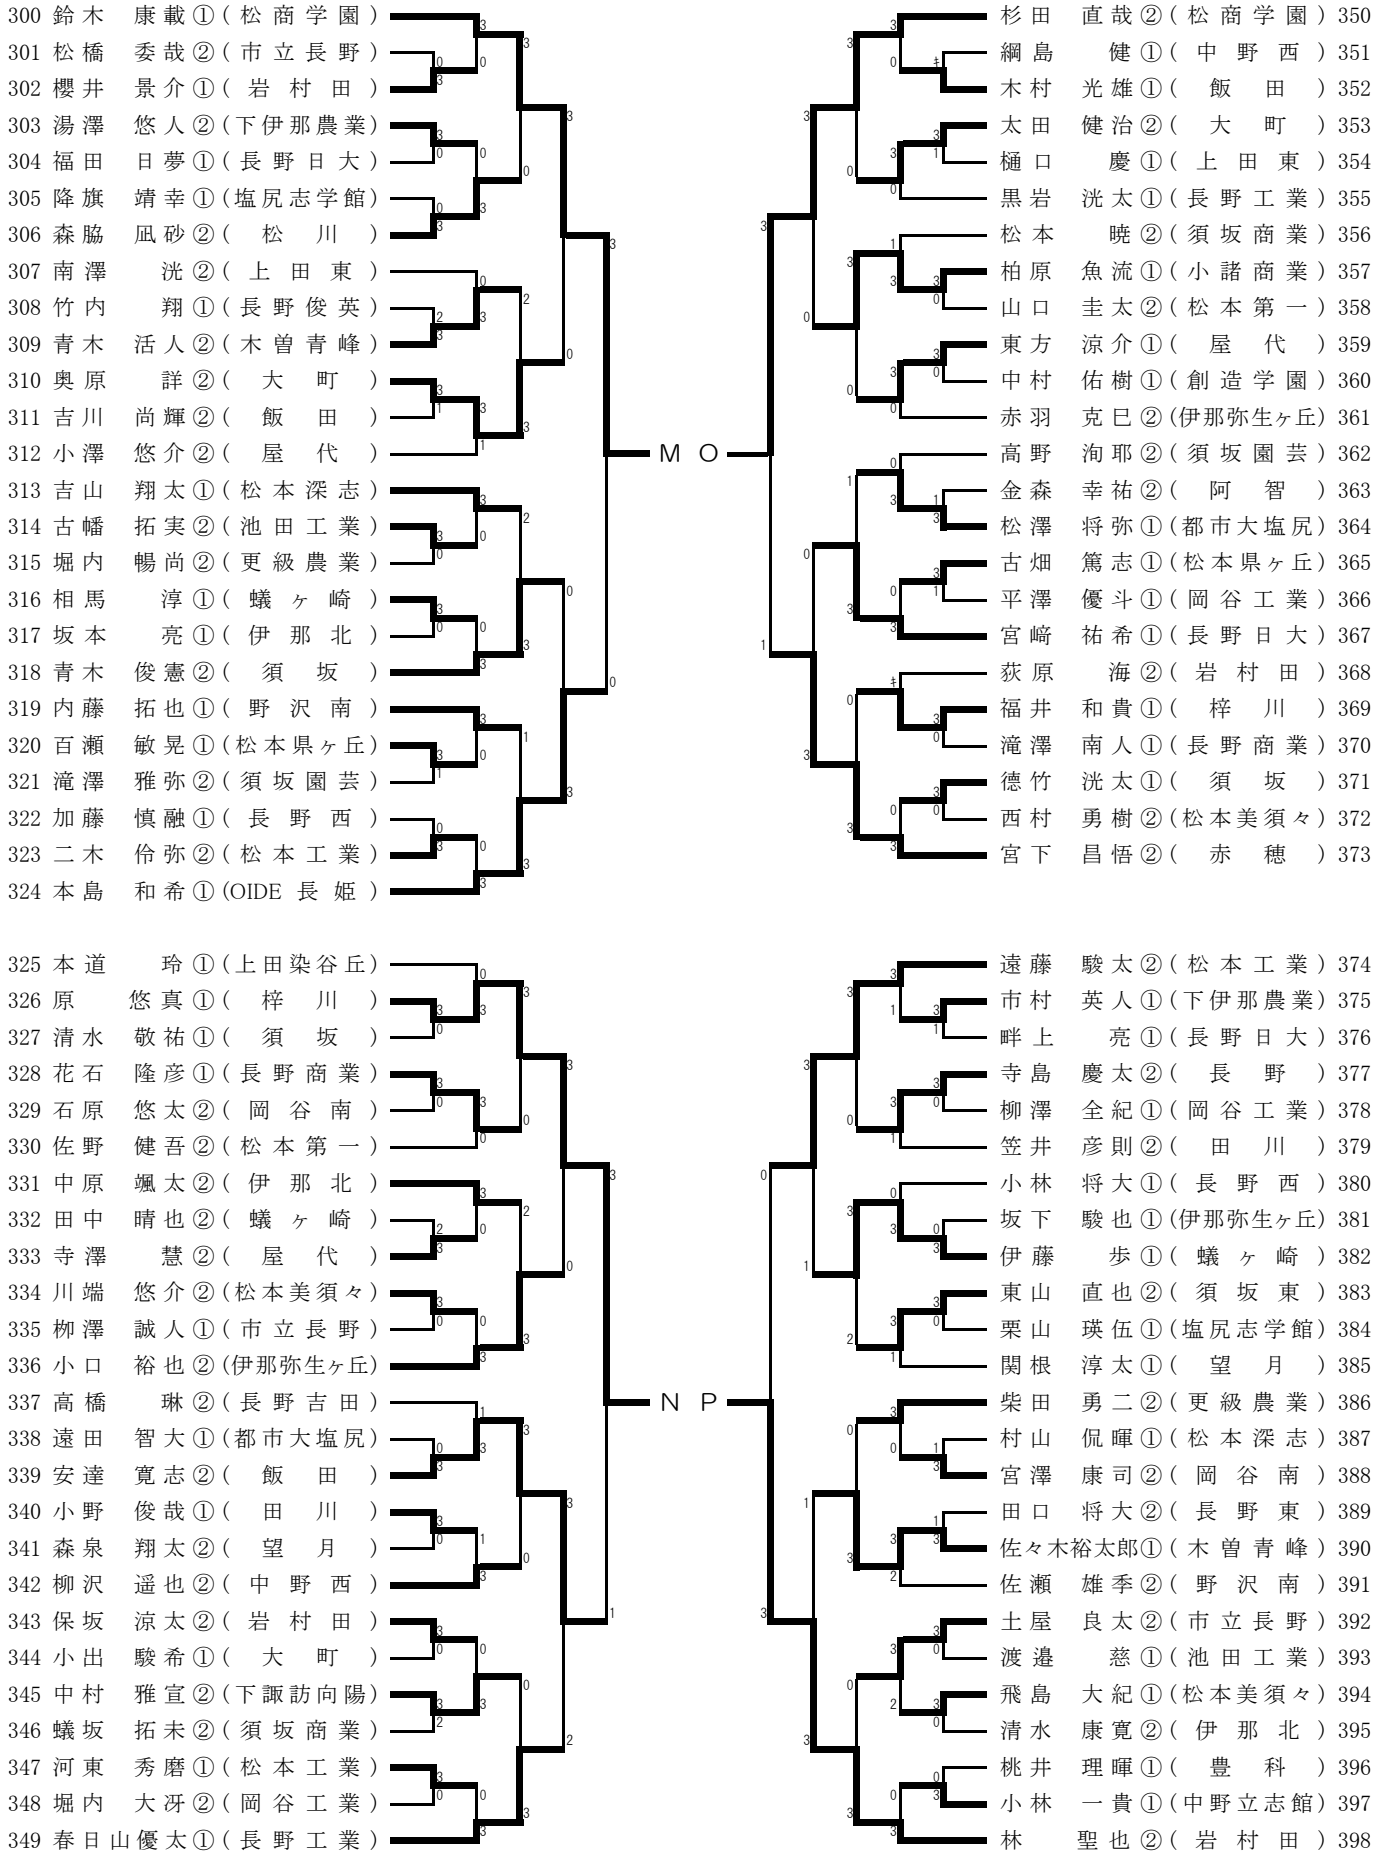 300 鈴木 康載①(松商学園)
301 松橋 委哉②(市立長野)
302 櫻井 景介①(岩村田)
303 湯澤 悠人②(下伊那農業)
304 福田 日夢①(長野日大)
305 降旗 靖幸①(塩尻志学館)
306 森脇 凪砂②(松川)
307 南澤 洸②(上田東)
308 竹内 翔①(長野俊英)
309 青木 活人②(木曽青峰)
310 奥原 詳②(大町)
311 吉川 尚輝②(飯田)
312 小澤 悠介②(屋代)
313 吉山 翔太①(松本深志)
314 古幡 拓実②(池田工業)
315 堀内 暢尚②(更級農業)
316 相馬 淳①(蟻ヶ崎)
317 坂本 亮①(伊那北)
318 青木 俊憲②(須坂)
319 内藤 拓也①(野沢南)
320 百瀬 敏晃①(松本県ヶ丘)
321 滝澤 雅弥②(須坂園芸)
322 加藤 慎融①(長野西)
323 二木 伶弥②(松本工業)
324 本島 和希①(OIDE長姫)
M O
杉田 直哉②(松商学園)350
綱島 健①(中野西)351
木村 光雄①(飯田)352
太田 健治②(大町)353
樋口 慶①(上田東)354
黒岩 洸太①(長野工業)355
松本 暁②(須坂商業)356
柏原 魚流①(小諸商業)357
山口 圭太②(松本第一)358
東方 涼介①(屋代)359
中村 佑樹①(創造学園)360
赤羽 克巳②(伊那弥生ヶ丘)361
高野 洵耶②(須坂園芸)362
金森 幸祐②(阿智)363
松澤 将弥①(都市大塩尻)364
古畑 篤志①(松本県ヶ丘)365
平澤 優斗①(岡谷工業)366
宮﨑 祐希①(長野日大)367
荻原 海②(岩村田)368
福井 和貴①(梓川)369
滝澤 南人①(長野商業)370
德竹 洸太①(須坂)371
西村 勇樹②(松本美須々)372
宮下 昌悟②(赤穂)373
325 本道 玲①(上田染谷丘)
326 原 悠真①(梓川)
327 清水 敬祐①(須坂)
328 花石 隆彦①(長野商業)
329 石原 悠太②(岡谷南)
330 佐野 健吾②(松本第一)
331 中原 颯太②(伊那北)
332 田中 晴也②(蟻ヶ崎)
333 寺澤 慧②(屋代)
334 川端 悠介②(松本美須々)
335 栁澤 誠人①(市立長野)
336 小口 裕也②(伊那弥生ヶ丘)
337 高橋 琳②(長野吉田)
338 遠田 智大①(都市大塩尻)
339 安達 寛志②(飯田)
340 小野 俊哉①(田川)
341 森泉 翔太②(望月)
342 柳沢 遥也②(中野西)
343 保坂 涼太②(岩村田)
344 小出 駿希①(大町)
345 中村 雅宣②(下諏訪向陽)
346 蟻坂 拓未②(須坂商業)
347 河東 秀磨①(松本工業)
348 堀内 大冴②(岡谷工業)
349 春日山優太①(長野工業)
N P
遠藤 駿太②(松本工業)374
市村 英人①(下伊那農業)375
畔上 亮①(長野日大)376
寺島 慶太②(長野)377
柳澤 全紀①(岡谷工業)378
笠井 彦則②(田川)379
小林 将大①(長野西)380
坂下 駿也①(伊那弥生ヶ丘)381
伊藤 歩①(蟻ヶ崎)382
東山 直也②(須坂東)383
栗山 瑛伍①(塩尻志学館)384
関根 淳太①(望月)385
柴田 勇二②(更級農業)386
村山 侃暉①(松本深志)387
宮澤 康司②(岡谷南)388
田口 将大②(長野東)389
佐々木裕太郎①(木曽青峰)390
佐瀬 雄季②(野沢南)391
土屋 良太②(市立長野)392
渡邉 慈①(池田工業)393
飛島 大紀①(松本美須々)394
清水 康寛②(伊那北)395
桃井 理暉①(豊科)396
小林 一貴①(中野立志館)397
林 聖也②(岩村田)398